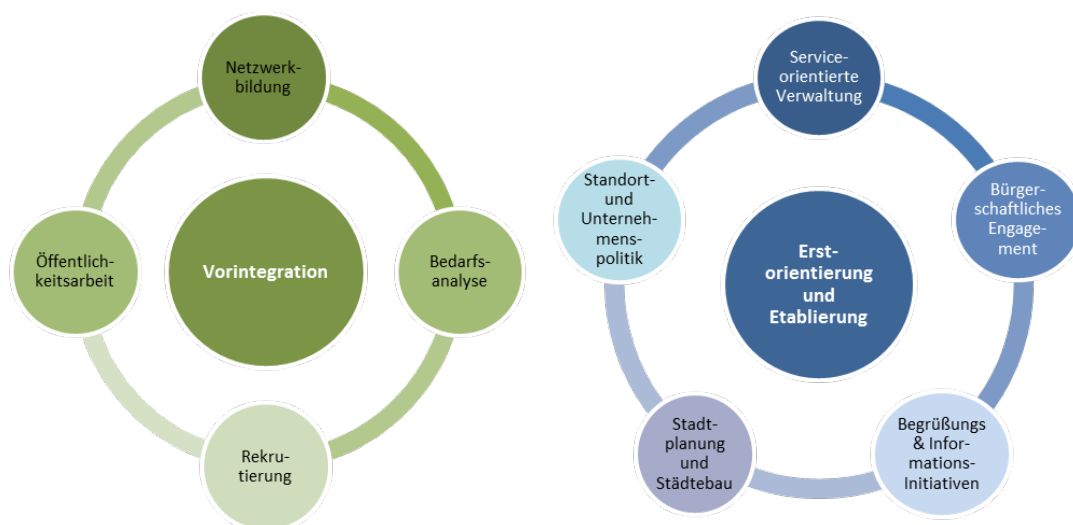 Netzwerk-
bildung
Öffentlich-
keitsarbeit
Vorintegration
Bedarfs-
analyse
Rekru-
tierung
Service-
orientierte
Verwaltung
Standort-
und
Unterneh-
mens-
politik
Bürger-
schaftliches
Engage-
ment
Erst-
orientierung
und
Etablierung
Stadt-
planung
und
Städtebau
Begrüßungs
& Infor-
mations-
Initiativen